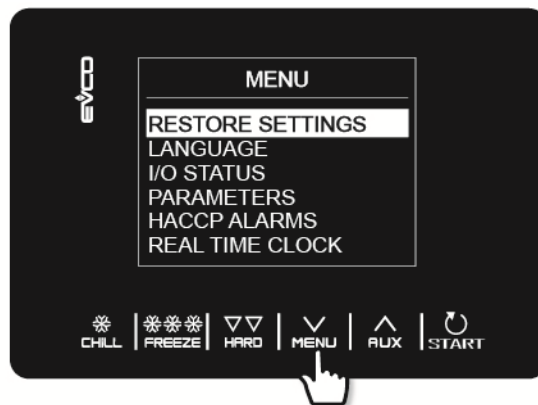 EVCO
MENU
RESTORE SETTINGS
LANGUAGE
I/O STATUS
PARAMETERS
HACCP ALARMS
REAL TIME CLOCK
CHILL FREEZE HARD MENU AUX START